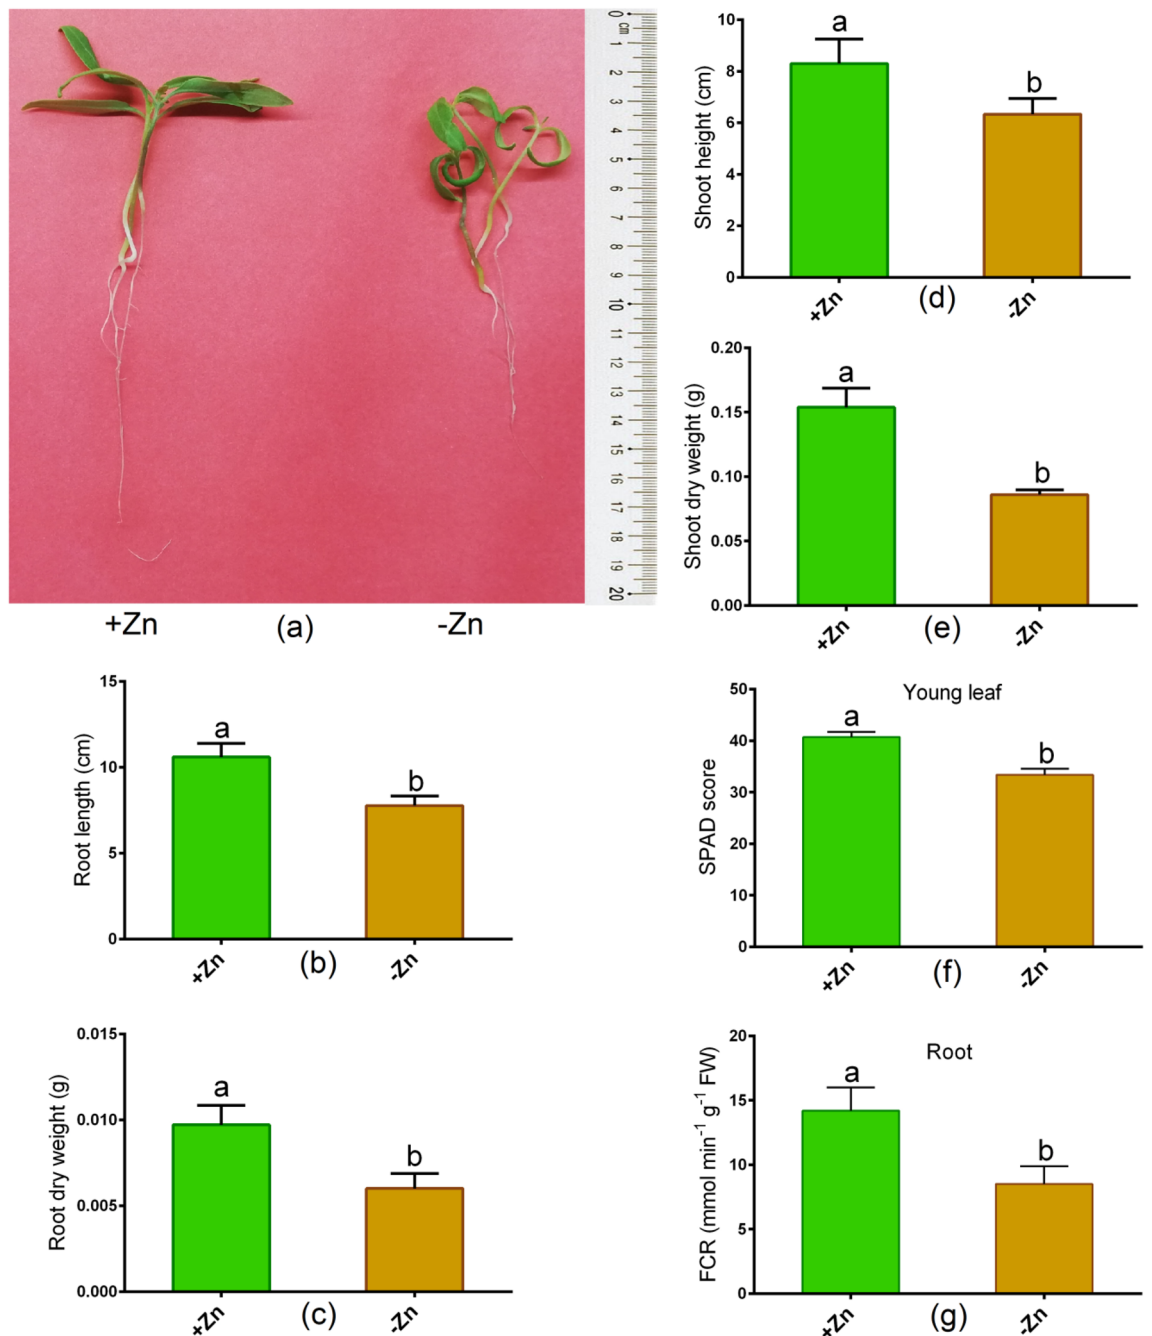 0
cm
1
2
3
4
5
6
7
8
9
10
11
12
13
14
15
16
17
18
19
20
+Zn (a) -Zn
10
8
6
4
2
0
Shoot height (cm)
a
b
+Zn (d) -Zn
0.20
0.15
0.10
0.05
0.00
Shoot dry weight (g)
a
b
+Zn (e) -Zn
15
10
5
0
Root length (cm)
a
b
+Zn (b) -Zn
Young leaf
50
40
30
20
10
0
SPAD score
a
b
+Zn (f) -Zn
0.015
0.010
0.005
0.000
Root dry weight (g)
a
b
+Zn (c) -Zn
Root
20
15
10
5
0
FCR (mmol min⁻¹ g⁻¹ FW)
a
b
+Zn (g) -Zn